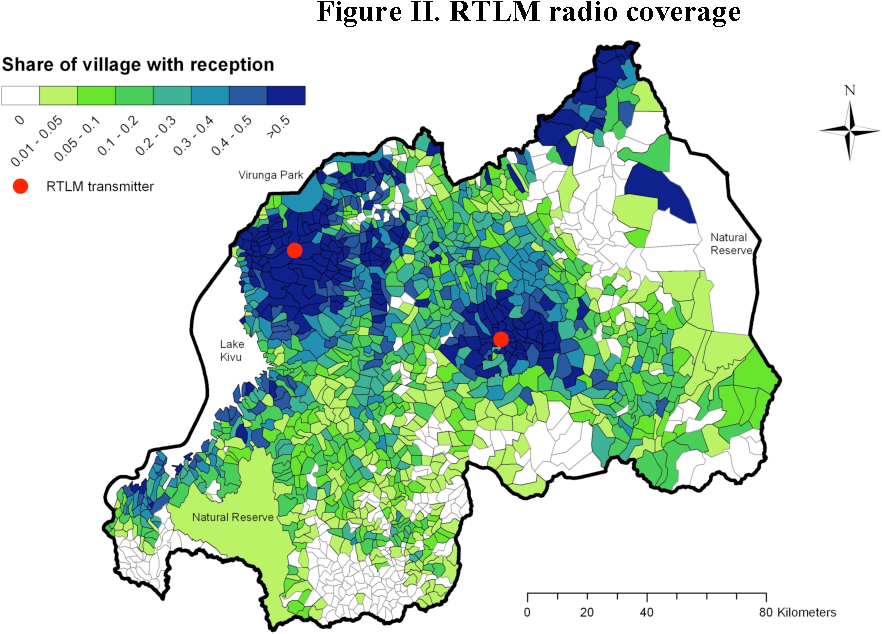 Figure II. RTLM radio coverage
Share of village with reception
0
0.01 - 0.05
0.05 - 0.1
0.1 - 0.2
0.2 - 0.3
0.3 - 0.4
0.4 - 0.5
>0.5
RTLM transmitter
N
Virunga Park
Natural
Reserve
Lake
Kivu
Natural Reserve
0 20 40 80 Kilometers